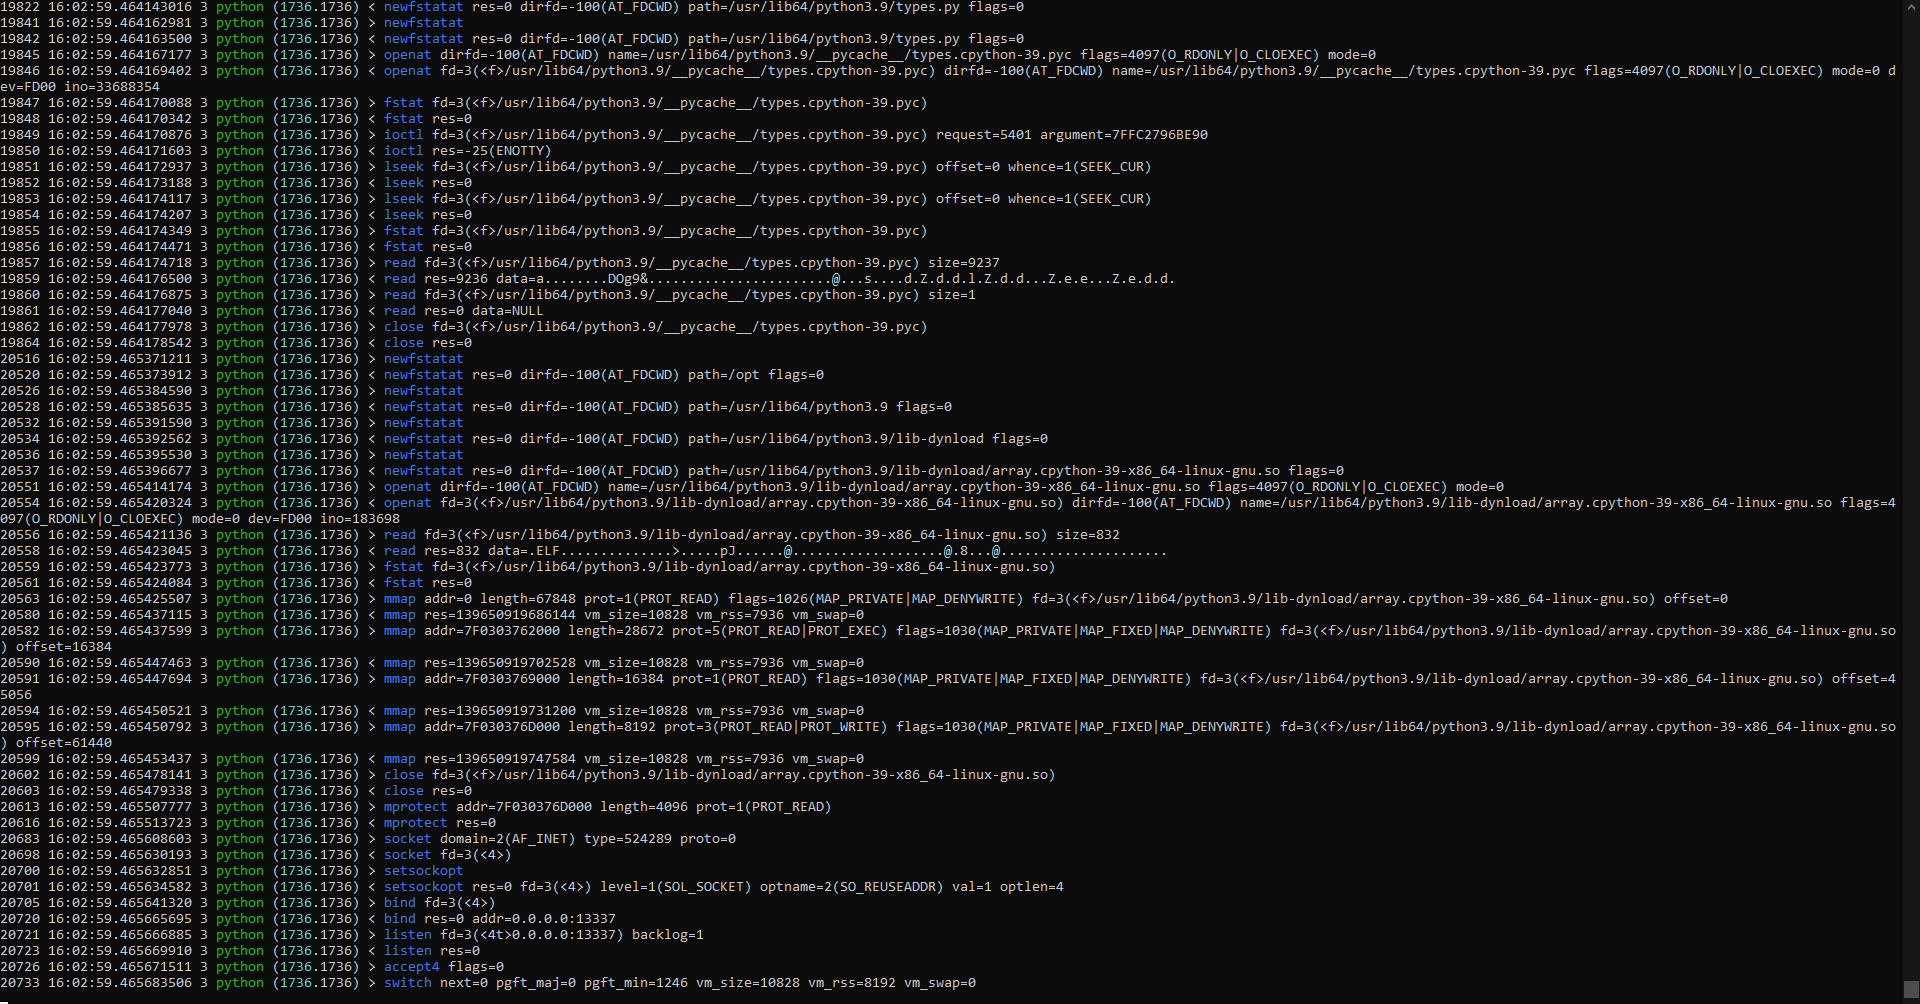 19822 16:02:59.464143016 3 python (1736.1736) < newfstatat res=0 dirfd=-100(AT_FDCWD) path=/usr/lib64/python3.9/types.py flags=0
19841 16:02:59.464162981 3 python (1736.1736) > newfstatat
19842 16:02:59.464163500 3 python (1736.1736) < newfstatat res=0 dirfd=-100(AT_FDCWD) path=/usr/lib64/python3.9/types.py flags=0
19845 16:02:59.464167177 3 python (1736.1736) > openat dirfd=-100(AT_FDCWD) name=/usr/lib64/python3.9/__pycache__/types.cpython-39.pyc flags=4097(O_RDONLY|O_CLOEXEC) mode=0
19846 16:02:59.464169402 3 python (1736.1736) < openat fd=3(<f>/usr/lib64/python3.9/__pycache__/types.cpython-39.pyc) dirfd=-100(AT_FDCWD) name=/usr/lib64/python3.9/__pycache__/types.cpython-39.pyc flags=4097(O_RDONLY|O_CLOEXEC) mode=0 d
ev=FD00 ino=33688354
19847 16:02:59.464170088 3 python (1736.1736) > fstat fd=3(<f>/usr/lib64/python3.9/__pycache__/types.cpython-39.pyc)
19848 16:02:59.464170342 3 python (1736.1736) < fstat res=0
19849 16:02:59.464170876 3 python (1736.1736) > ioctl fd=3(<f>/usr/lib64/python3.9/__pycache__/types.cpython-39.pyc) request=5401 argument=7FFC2796BE90
19850 16:02:59.464171603 3 python (1736.1736) < ioctl res=-25(ENOTTY)
19851 16:02:59.464172937 3 python (1736.1736) > lseek fd=3(<f>/usr/lib64/python3.9/__pycache__/types.cpython-39.pyc) offset=0 whence=1(SEEK_CUR)
19852 16:02:59.464173188 3 python (1736.1736) < lseek res=0
19853 16:02:59.464174117 3 python (1736.1736) > lseek fd=3(<f>/usr/lib64/python3.9/__pycache__/types.cpython-39.pyc) offset=0 whence=1(SEEK_CUR)
19854 16:02:59.464174207 3 python (1736.1736) < lseek res=0
19855 16:02:59.464174349 3 python (1736.1736) > fstat fd=3(<f>/usr/lib64/python3.9/__pycache__/types.cpython-39.pyc)
19856 16:02:59.464174471 3 python (1736.1736) < fstat res=0
19857 16:02:59.464174718 3 python (1736.1736) > read fd=3(<f>/usr/lib64/python3.9/__pycache__/types.cpython-39.pyc) size=9237
19859 16:02:59.464176500 3 python (1736.1736) < read res=9236 data=a........DOg9&.......................@...s....d.Z.d.d.l.Z.d.d...Z.e.e...Z.e.d.d.
19860 16:02:59.464176875 3 python (1736.1736) > read fd=3(<f>/usr/lib64/python3.9/__pycache__/types.cpython-39.pyc) size=1
19861 16:02:59.464177040 3 python (1736.1736) < read res=0 data=NULL
19862 16:02:59.464177978 3 python (1736.1736) > close fd=3(<f>/usr/lib64/python3.9/__pycache__/types.cpython-39.pyc)
19864 16:02:59.464178542 3 python (1736.1736) < close res=0
20516 16:02:59.465371211 3 python (1736.1736) > newfstatat
20520 16:02:59.465373912 3 python (1736.1736) < newfstatat res=0 dirfd=-100(AT_FDCWD) path=/opt flags=0
20526 16:02:59.465384590 3 python (1736.1736) > newfstatat
20528 16:02:59.465385635 3 python (1736.1736) < newfstatat res=0 dirfd=-100(AT_FDCWD) path=/usr/lib64/python3.9 flags=0
20532 16:02:59.465391590 3 python (1736.1736) > newfstatat
20534 16:02:59.465392562 3 python (1736.1736) < newfstatat res=0 dirfd=-100(AT_FDCWD) path=/usr/lib64/python3.9/lib-dynload flags=0
20536 16:02:59.465395530 3 python (1736.1736) > newfstatat
20537 16:02:59.465396677 3 python (1736.1736) < newfstatat res=0 dirfd=-100(AT_FDCWD) path=/usr/lib64/python3.9/lib-dynload/array.cpython-39-x86_64-linux-gnu.so flags=0
20551 16:02:59.465414174 3 python (1736.1736) > openat dirfd=-100(AT_FDCWD) name=/usr/lib64/python3.9/lib-dynload/array.cpython-39-x86_64-linux-gnu.so flags=4097(O_RDONLY|O_CLOEXEC) mode=0
20554 16:02:59.465420324 3 python (1736.1736) < openat fd=3(<f>/usr/lib64/python3.9/lib-dynload/array.cpython-39-x86_64-linux-gnu.so) dirfd=-100(AT_FDCWD) name=/usr/lib64/python3.9/lib-dynload/array.cpython-39-x86_64-linux-gnu.so flags=4
097(O_RDONLY|O_CLOEXEC) mode=0 dev=FD00 ino=183698
20556 16:02:59.465421136 3 python (1736.1736) > read fd=3(<f>/usr/lib64/python3.9/lib-dynload/array.cpython-39-x86_64-linux-gnu.so) size=832
20558 16:02:59.465423045 3 python (1736.1736) < read res=832 data=.ELF..............>.....pJ......@...................@.8...@.....................
20559 16:02:59.465423773 3 python (1736.1736) > fstat fd=3(<f>/usr/lib64/python3.9/lib-dynload/array.cpython-39-x86_64-linux-gnu.so)
20561 16:02:59.465424084 3 python (1736.1736) < fstat res=0
20563 16:02:59.465425507 3 python (1736.1736) > mmap addr=0 length=67848 prot=1(PROT_READ) flags=1026(MAP_PRIVATE|MAP_DENYWRITE) fd=3(<f>/usr/lib64/python3.9/lib-dynload/array.cpython-39-x86_64-linux-gnu.so) offset=0
20580 16:02:59.465437115 3 python (1736.1736) < mmap res=139650919686144 vm_size=10828 vm_rss=7936 vm_swap=0
20582 16:02:59.465437599 3 python (1736.1736) > mmap addr=7F0303762000 length=28672 prot=5(PROT_READ|PROT_EXEC) flags=1030(MAP_PRIVATE|MAP_FIXED|MAP_DENYWRITE) fd=3(<f>/usr/lib64/python3.9/lib-dynload/array.cpython-39-x86_64-linux-gnu.so
) offset=16384
20590 16:02:59.465447463 3 python (1736.1736) < mmap res=139650919702528 vm_size=10828 vm_rss=7936 vm_swap=0
20591 16:02:59.465447694 3 python (1736.1736) > mmap addr=7F0303769000 length=16384 prot=1(PROT_READ) flags=1030(MAP_PRIVATE|MAP_FIXED|MAP_DENYWRITE) fd=3(<f>/usr/lib64/python3.9/lib-dynload/array.cpython-39-x86_64-linux-gnu.so) offset=4
5056
20594 16:02:59.465450521 3 python (1736.1736) < mmap res=139650919731200 vm_size=10828 vm_rss=7936 vm_swap=0
20595 16:02:59.465450792 3 python (1736.1736) > mmap addr=7F030376D000 length=8192 prot=3(PROT_READ|PROT_WRITE) flags=1030(MAP_PRIVATE|MAP_FIXED|MAP_DENYWRITE) fd=3(<f>/usr/lib64/python3.9/lib-dynload/array.cpython-39-x86_64-linux-gnu.so
) offset=61440
20599 16:02:59.465453437 3 python (1736.1736) < mmap res=139650919747584 vm_size=10828 vm_rss=7936 vm_swap=0
20602 16:02:59.465478141 3 python (1736.1736) > close fd=3(<f>/usr/lib64/python3.9/lib-dynload/array.cpython-39-x86_64-linux-gnu.so)
20603 16:02:59.465479338 3 python (1736.1736) < close res=0
20613 16:02:59.465507777 3 python (1736.1736) > mprotect addr=7F030376D000 length=4096 prot=1(PROT_READ)
20616 16:02:59.465513723 3 python (1736.1736) < mprotect res=0
20683 16:02:59.465608603 3 python (1736.1736) > socket domain=2(AF_INET) type=524289 proto=0
20698 16:02:59.465630193 3 python (1736.1736) < socket fd=3(<4>)
20700 16:02:59.465632851 3 python (1736.1736) > setsockopt
20701 16:02:59.465634582 3 python (1736.1736) < setsockopt res=0 fd=3(<4>) level=1(SOL_SOCKET) optname=2(SO_REUSEADDR) val=1 optlen=4
20705 16:02:59.465641320 3 python (1736.1736) > bind fd=3(<4>)
20720 16:02:59.465665695 3 python (1736.1736) < bind res=0 addr=0.0.0.0:13337
20721 16:02:59.465666885 3 python (1736.1736) > listen fd=3(<4t>0.0.0.0:13337) backlog=1
20723 16:02:59.465669910 3 python (1736.1736) < listen res=0
20726 16:02:59.465671511 3 python (1736.1736) > accept4 flags=0
20733 16:02:59.465683506 3 python (1736.1736) > switch next=0 pgft_maj=0 pgft_min=1246 vm_size=10828 vm_rss=8192 vm_swap=0